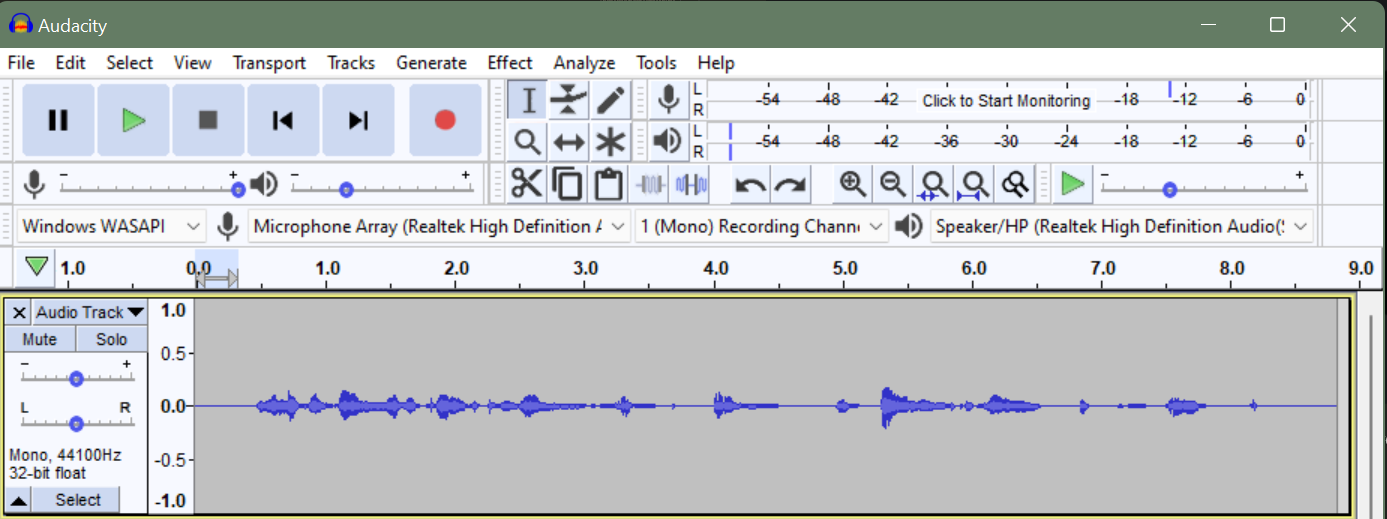 Audacity
File Edit Select View Transport Tracks Generate Effect Analyze Tools Help
L
R
-54 -48 -42 Click to Start Monitoring -18 -12 -6 0
L
R
-54 -48 -42 -36 -30 -24 -18 -12 -6 0
- + - +
- +
Windows WASAPI Microphone Array (Realtek High Definition A 1 (Mono) Recording Chann Speaker/HP (Realtek High Definition Audio(
1.0 0.0 1.0 2.0 3.0 4.0 5.0 6.0 7.0 8.0 9.0
Audio Track 1.0
Mute Solo
0.5
- +
L R 0.0
Mono, 44100Hz
-0.5
32-bit float
Select -1.0